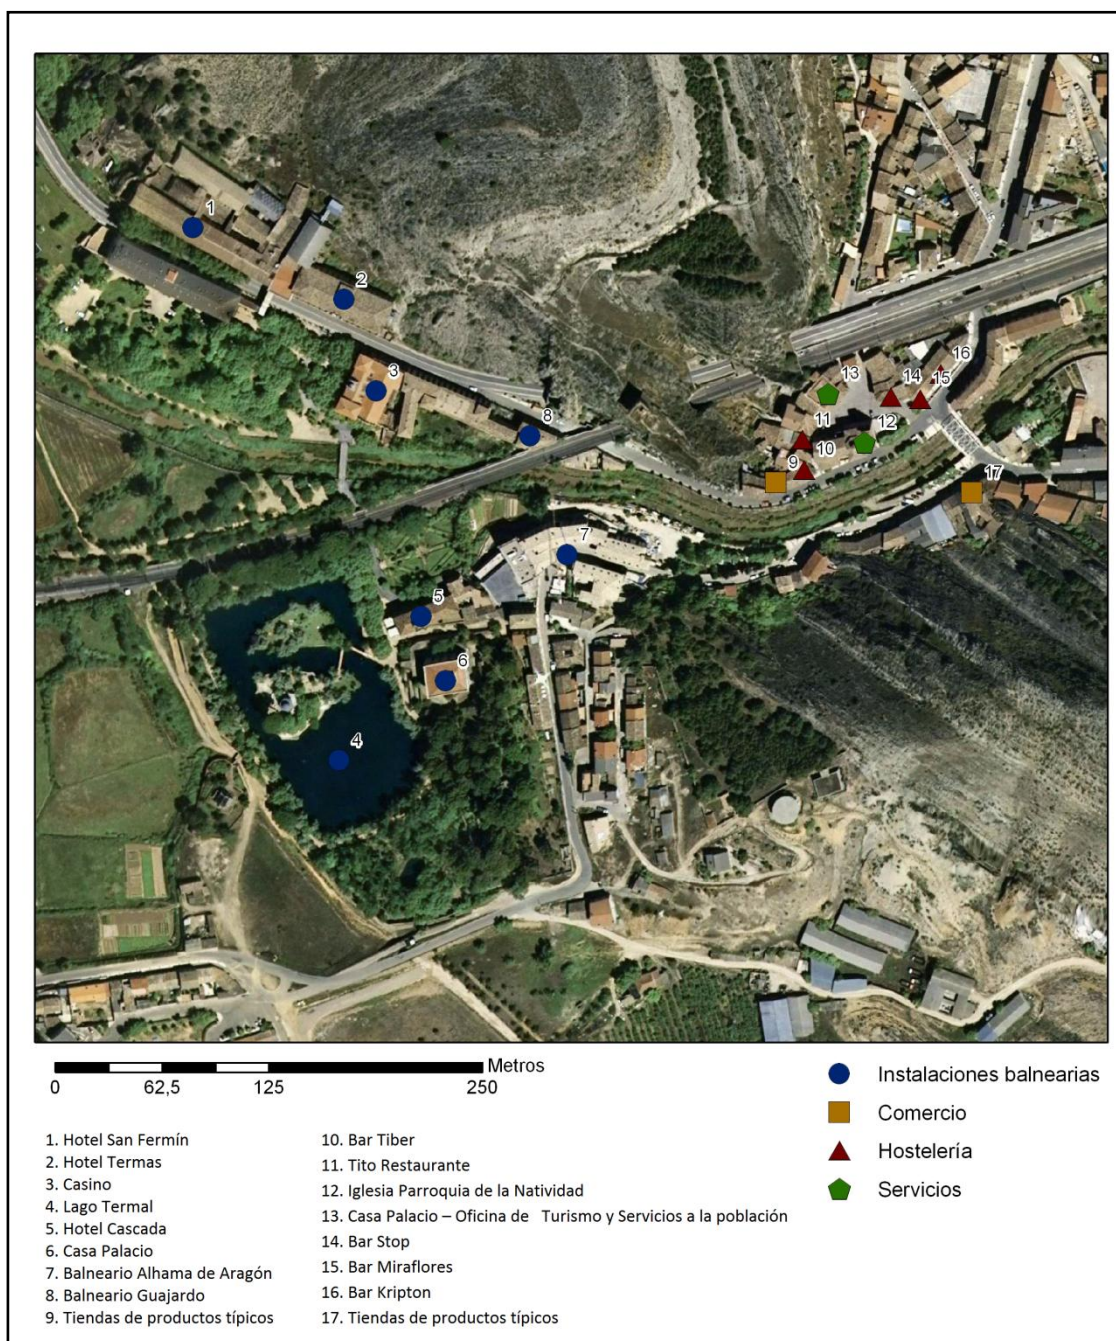 1
2
3
8
16
13
14
15
11
12
10
9
17
7
5
6
4
Metros
0
62,5
125
250
Instalaciones balnearias
Comercio
Hostelería
Servicios
1. Hotel San Fermín
2. Hotel Termas
3. Casino
4. Lago Termal
5. Hotel Cascada
6. Casa Palacio
7. Balneario Alhama de Aragón
8. Balneario Guajardo
9. Tiendas de productos típicos
10. Bar Tiber
11. Tito Restaurante
12. Iglesia Parroquia de la Natividad
13. Casa Palacio – Oficina de Turismo y Servicios a la población
14. Bar Stop
15. Bar Miraflores
16. Bar Kripton
17. Tiendas de productos típicos